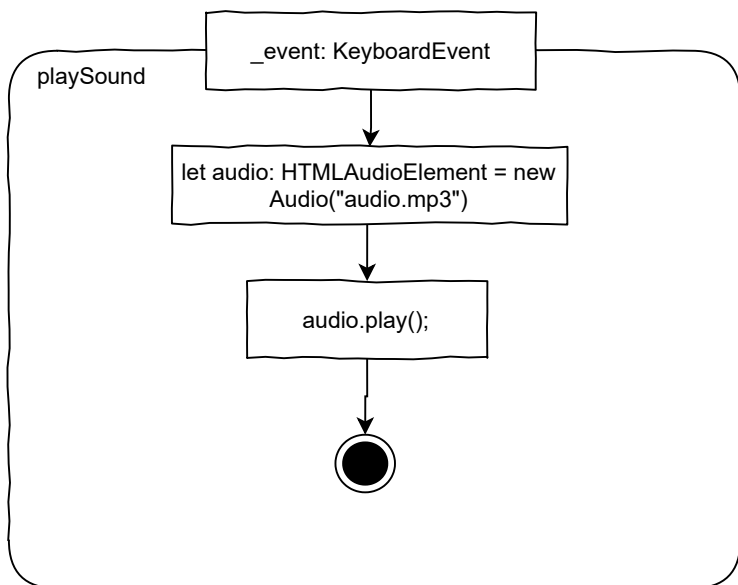 _event: KeyboardEvent
playSound
let audio: HTMLAudioElement = new
Audio("audio.mp3")
audio.play();